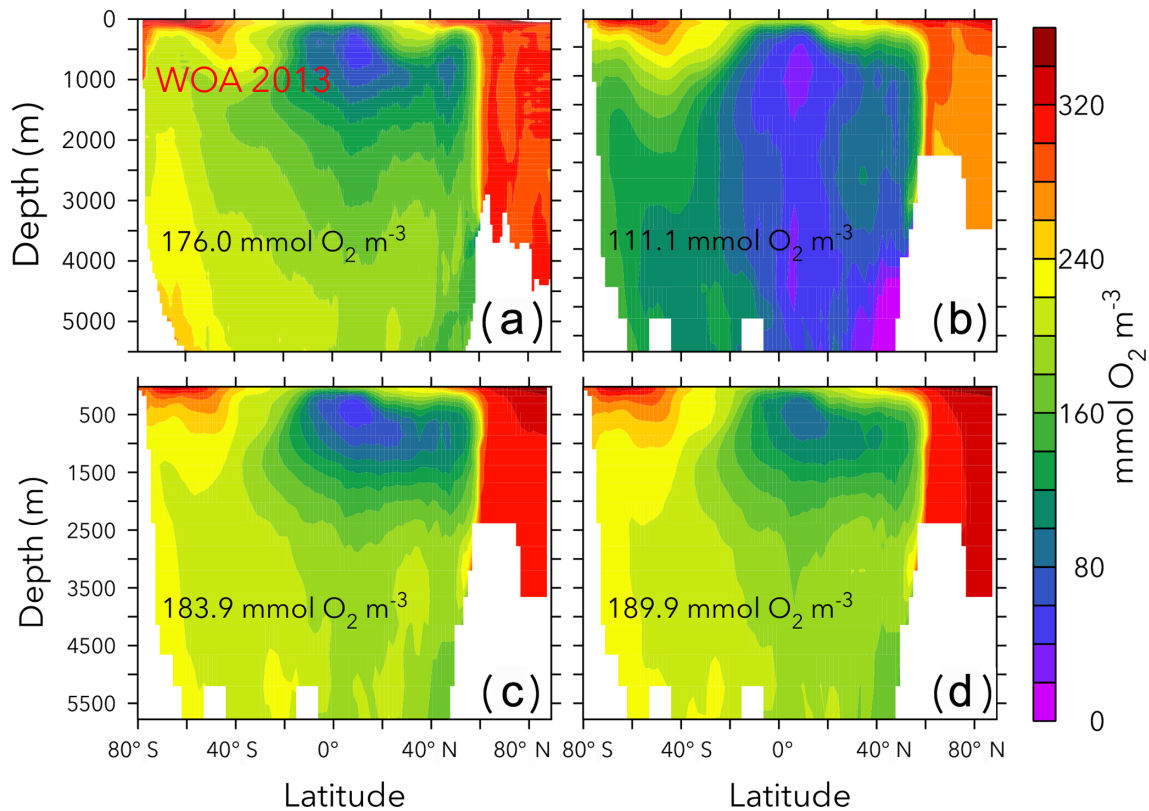 0
1000
2000
3000
4000
5000
Depth (m)
WOA 2013
176.0 mmol O2 m-3
(a)
111.1 mmol O2 m-3
(b)
500
1500
2500
3500
4500
5500
Depth (m)
183.9 mmol O2 m-3
(c)
189.9 mmol O2 m-3
(d)
80° S 40° S 0° 40° N 80° N
80° S 40° S 0° 40° N 80° N
Latitude
Latitude
320
240
160
80
0
mmol O2 m-3